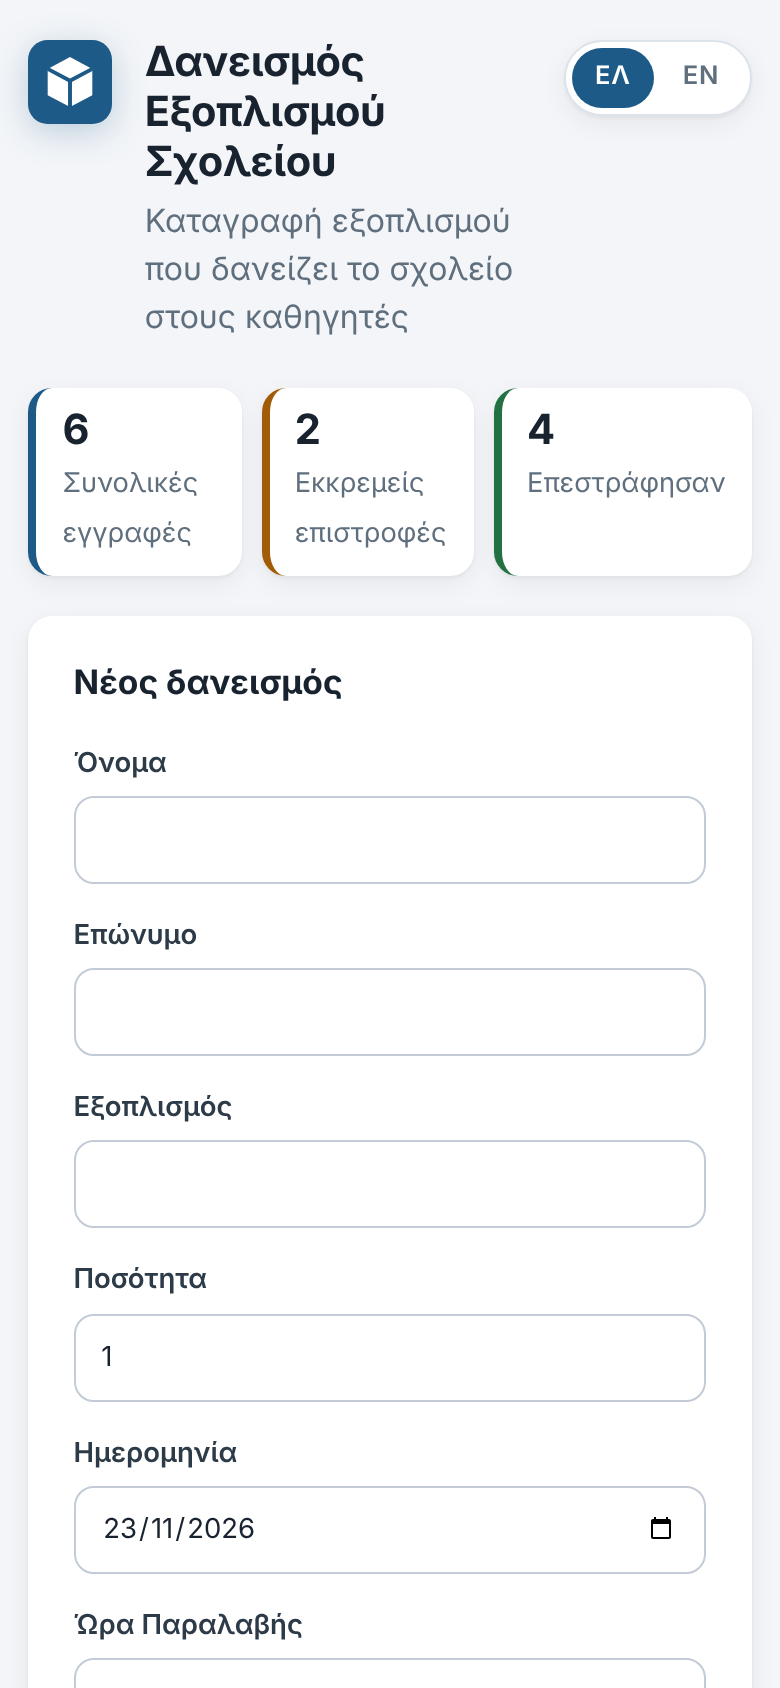 Δανεισμός
Εξοπλισμού
Σχολείου
ΕΛ EN
Καταγραφή εξοπλισμού
που δανείζει το σχολείο
στους καθηγητές
6
Συνολικές
εγγραφές
2
Εκκρεμείς
επιστροφές
4
Επεστράφησαν
Νέος δανεισμός
Όνομα
Επώνυμο
Εξοπλισμός
Ποσότητα
1
Ημερομηνία
23/11/2026
Ώρα Παραλαβής